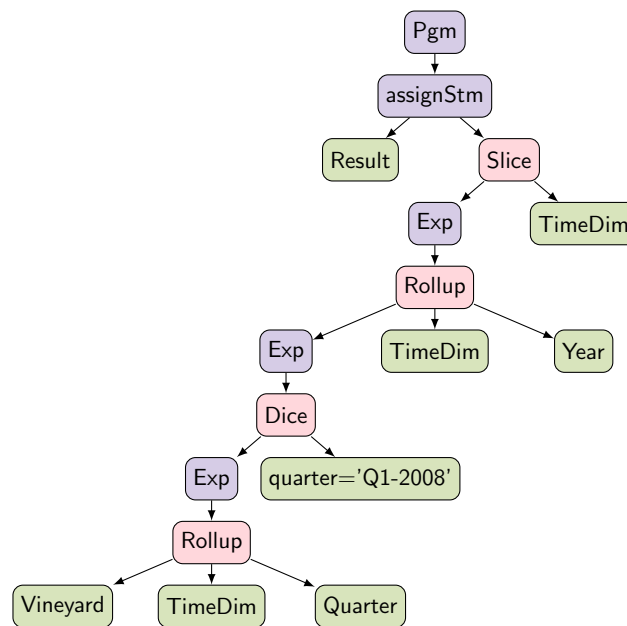 Pgm
assignStm
Result
Slice
Exp
TimeDim
Rollup
Exp
TimeDim
Year
Dice
Exp
quarter='Q1-2008'
Rollup
Vineyard
TimeDim
Quarter